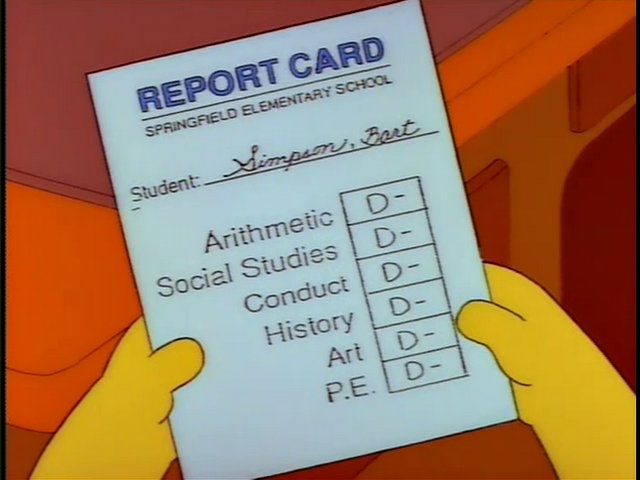 REPORT CARD
SPRINGFIELD ELEMENTARY SCHOOL
Student: Simpson, Bart
Arithmetic D-
Social Studies D-
Conduct D-
History D-
Art D-
P.E. D-